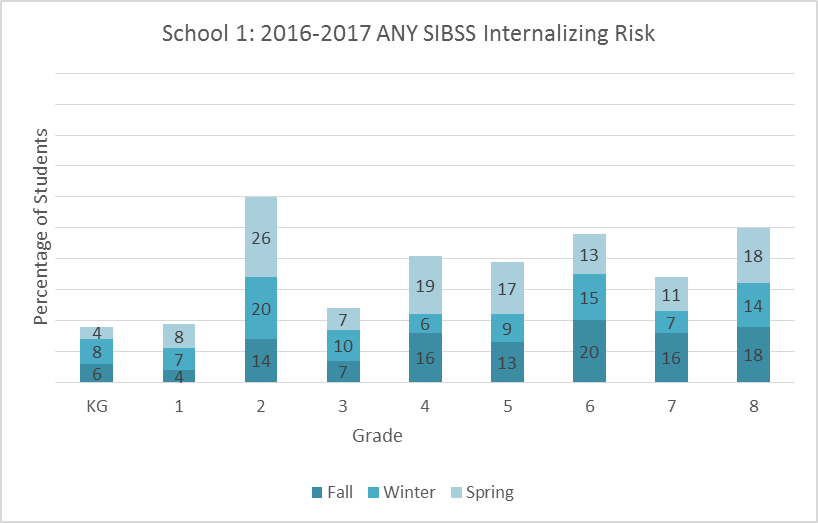 School 1: 2016-2017 ANY SIBSS Internalizing Risk
Percentage of Students
4 8 26 7 19 17 13 11 18
8 7 20 10 6 9 15 7 14
6 4 14 7 16 13 20 16 18
KG 1 2 3 4 5 6 7 8
Grade
Fall Winter Spring